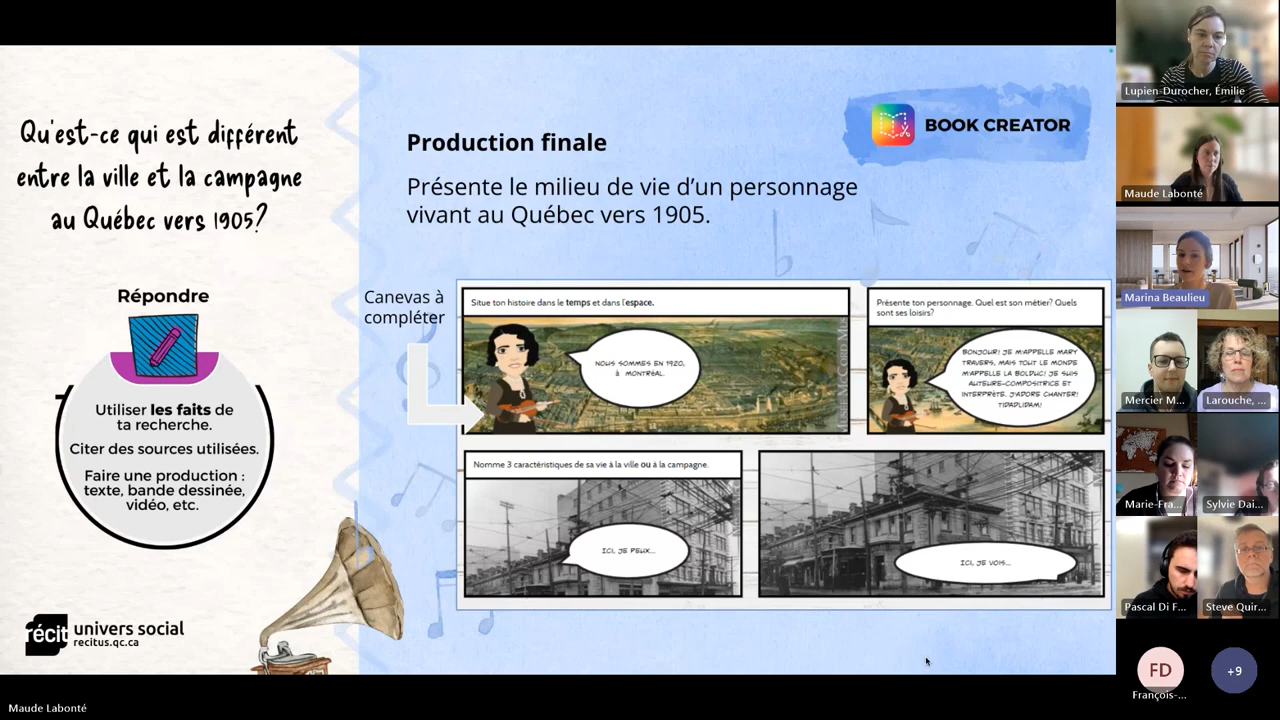 Qu'est-ce qui est différent
entre la ville et la campagne
au Québec vers 1905?
Répondre
Utiliser les faits de
ta recherche.
Citer des sources utilisées.
Faire une production :
texte, bande dessinée,
vidéo, etc.
récit univers social
recitus.qc.ca
Production finale
BOOK CREATOR
Présente le milieu de vie d'un personnage
vivant au Québec vers 1905.
Canevas à
compléter
Situe ton histoire dans le temps et dans l'espace.
NOUS SOMMES EN 1920,
à MONTRÉAL.
Présente ton personnage. Quel est son métier? Quels
sont ses loisirs?
BONJOUR! JE M'APPELLE MARY
TRAVERS, MAIS TOUT LE MONDE
M'APPELLE LA BOLDUC! JE SUIS
AUTEURE-COMPOSITRICE ET
INTERPRÈTE. J'ADORE CHANTER!
TIDADLIDAM!
Nomme 3 caractéristiques de sa vie à la ville ou à la campagne.
ICI, JE PEUX...
ICI, JE VOIS...
Lupien-Durocher, Émilie
Maude Labonté
Marina Beaulieu
Mercier M...
Larouche, ...
Marie-Fra...
Sylvie Dai...
Pascal Di F...
Steve Quir...
FD
François-...
+9
Maude Labonté